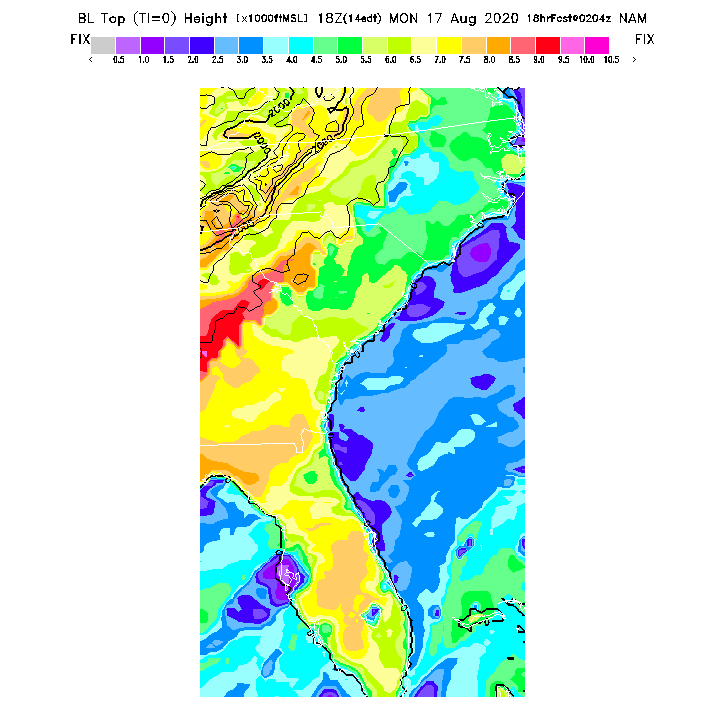 BL Top (TI=0) Height [x1000ftMSL] 18Z(14edt) MON 17 Aug 2020 18hrFcst@0204z NAM
FIX FIX
< 0.5 1.0 1.5 2.0 2.5 3.0 3.5 4.0 4.5 5.0 5.5 6.0 6.5 7.0 7.5 8.0 8.5 9.0 9.5 10.0 10.5 >
2000
2000
2000